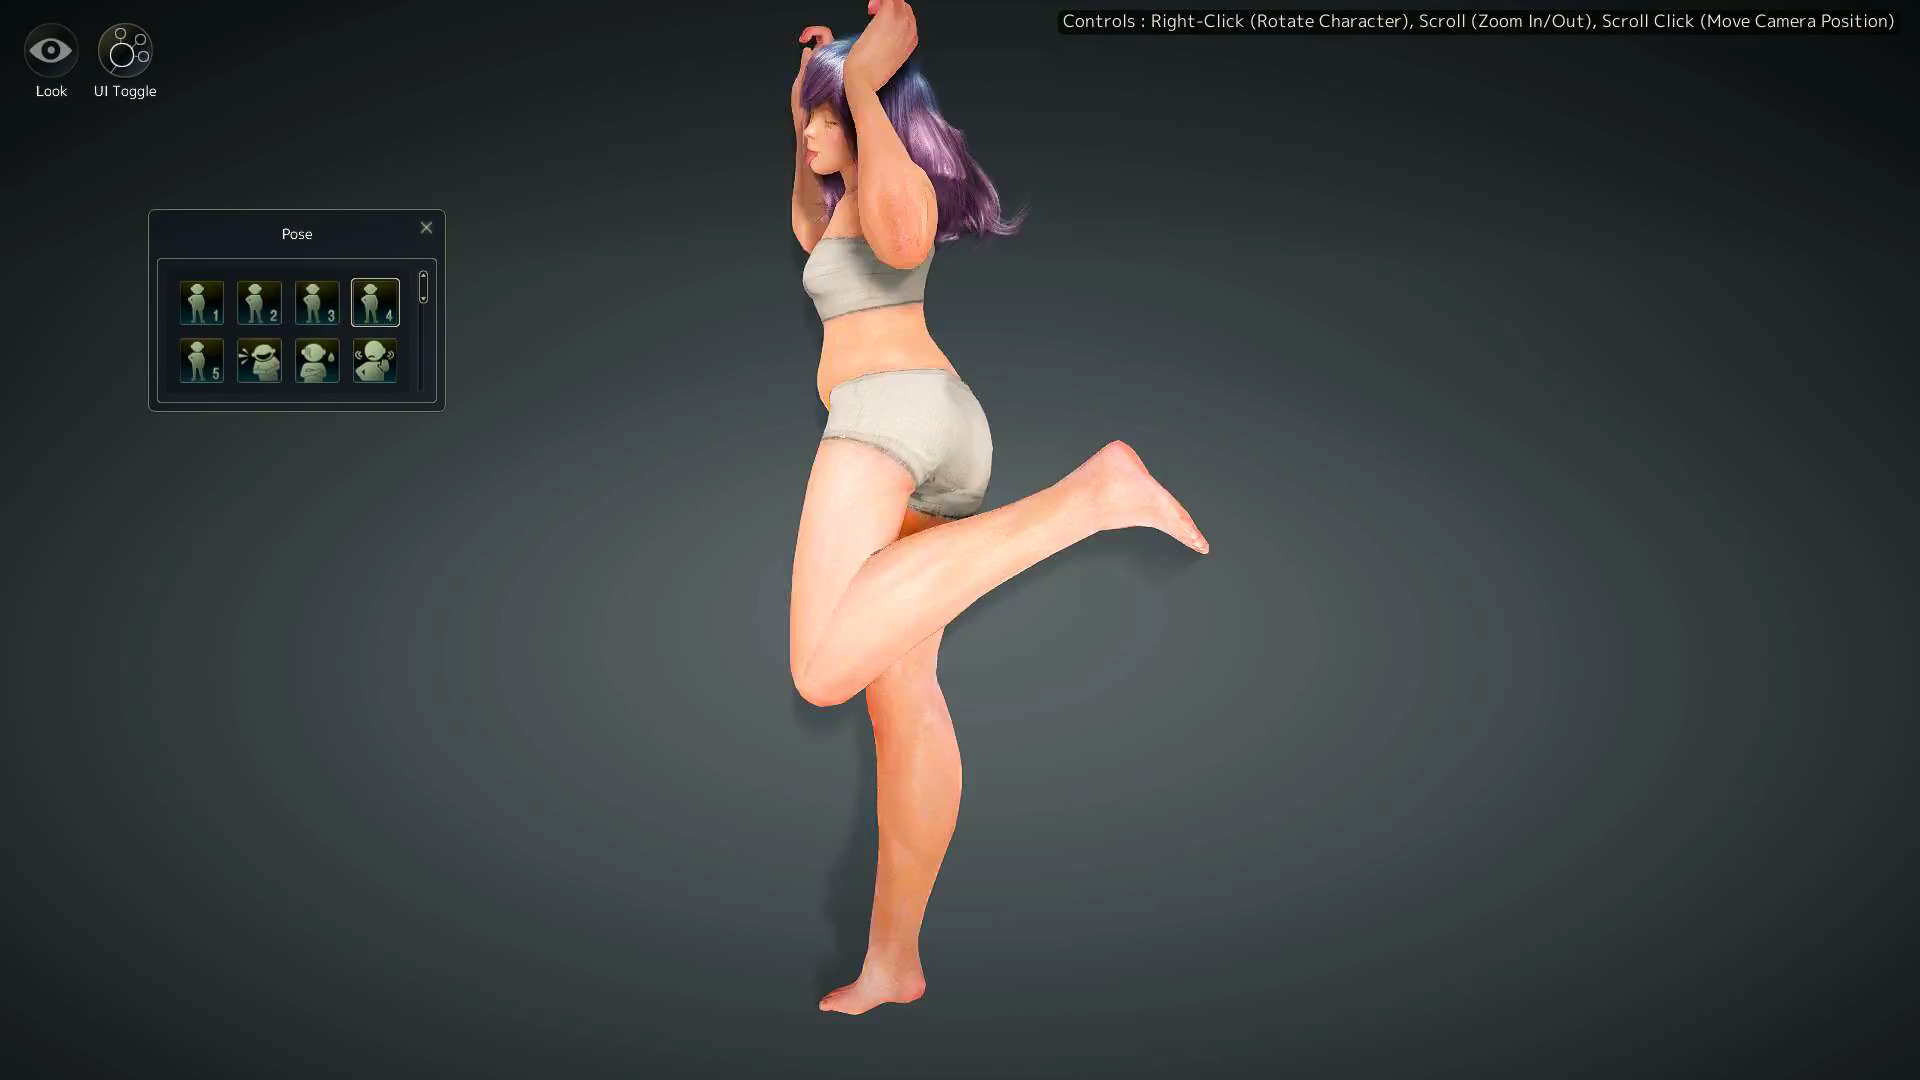 Controls : Right-Click (Rotate Character), Scroll (Zoom In/Out), Scroll Click (Move Camera Position)
Look
UI Toggle
Pose
1
2
3
4
5